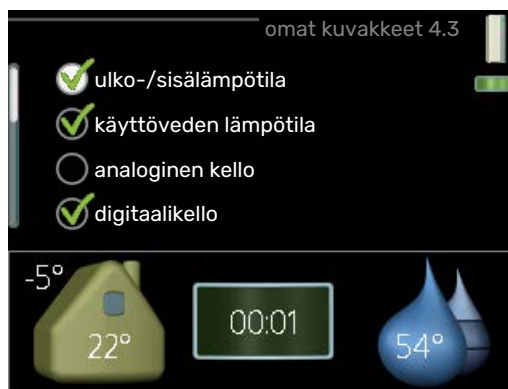 omat kuvakkeet 4.3
ulko-/sisälämpötila
käyttöveden lämpötila
analoginen kello
digitaalikello
-5°
22°
00:01
54°